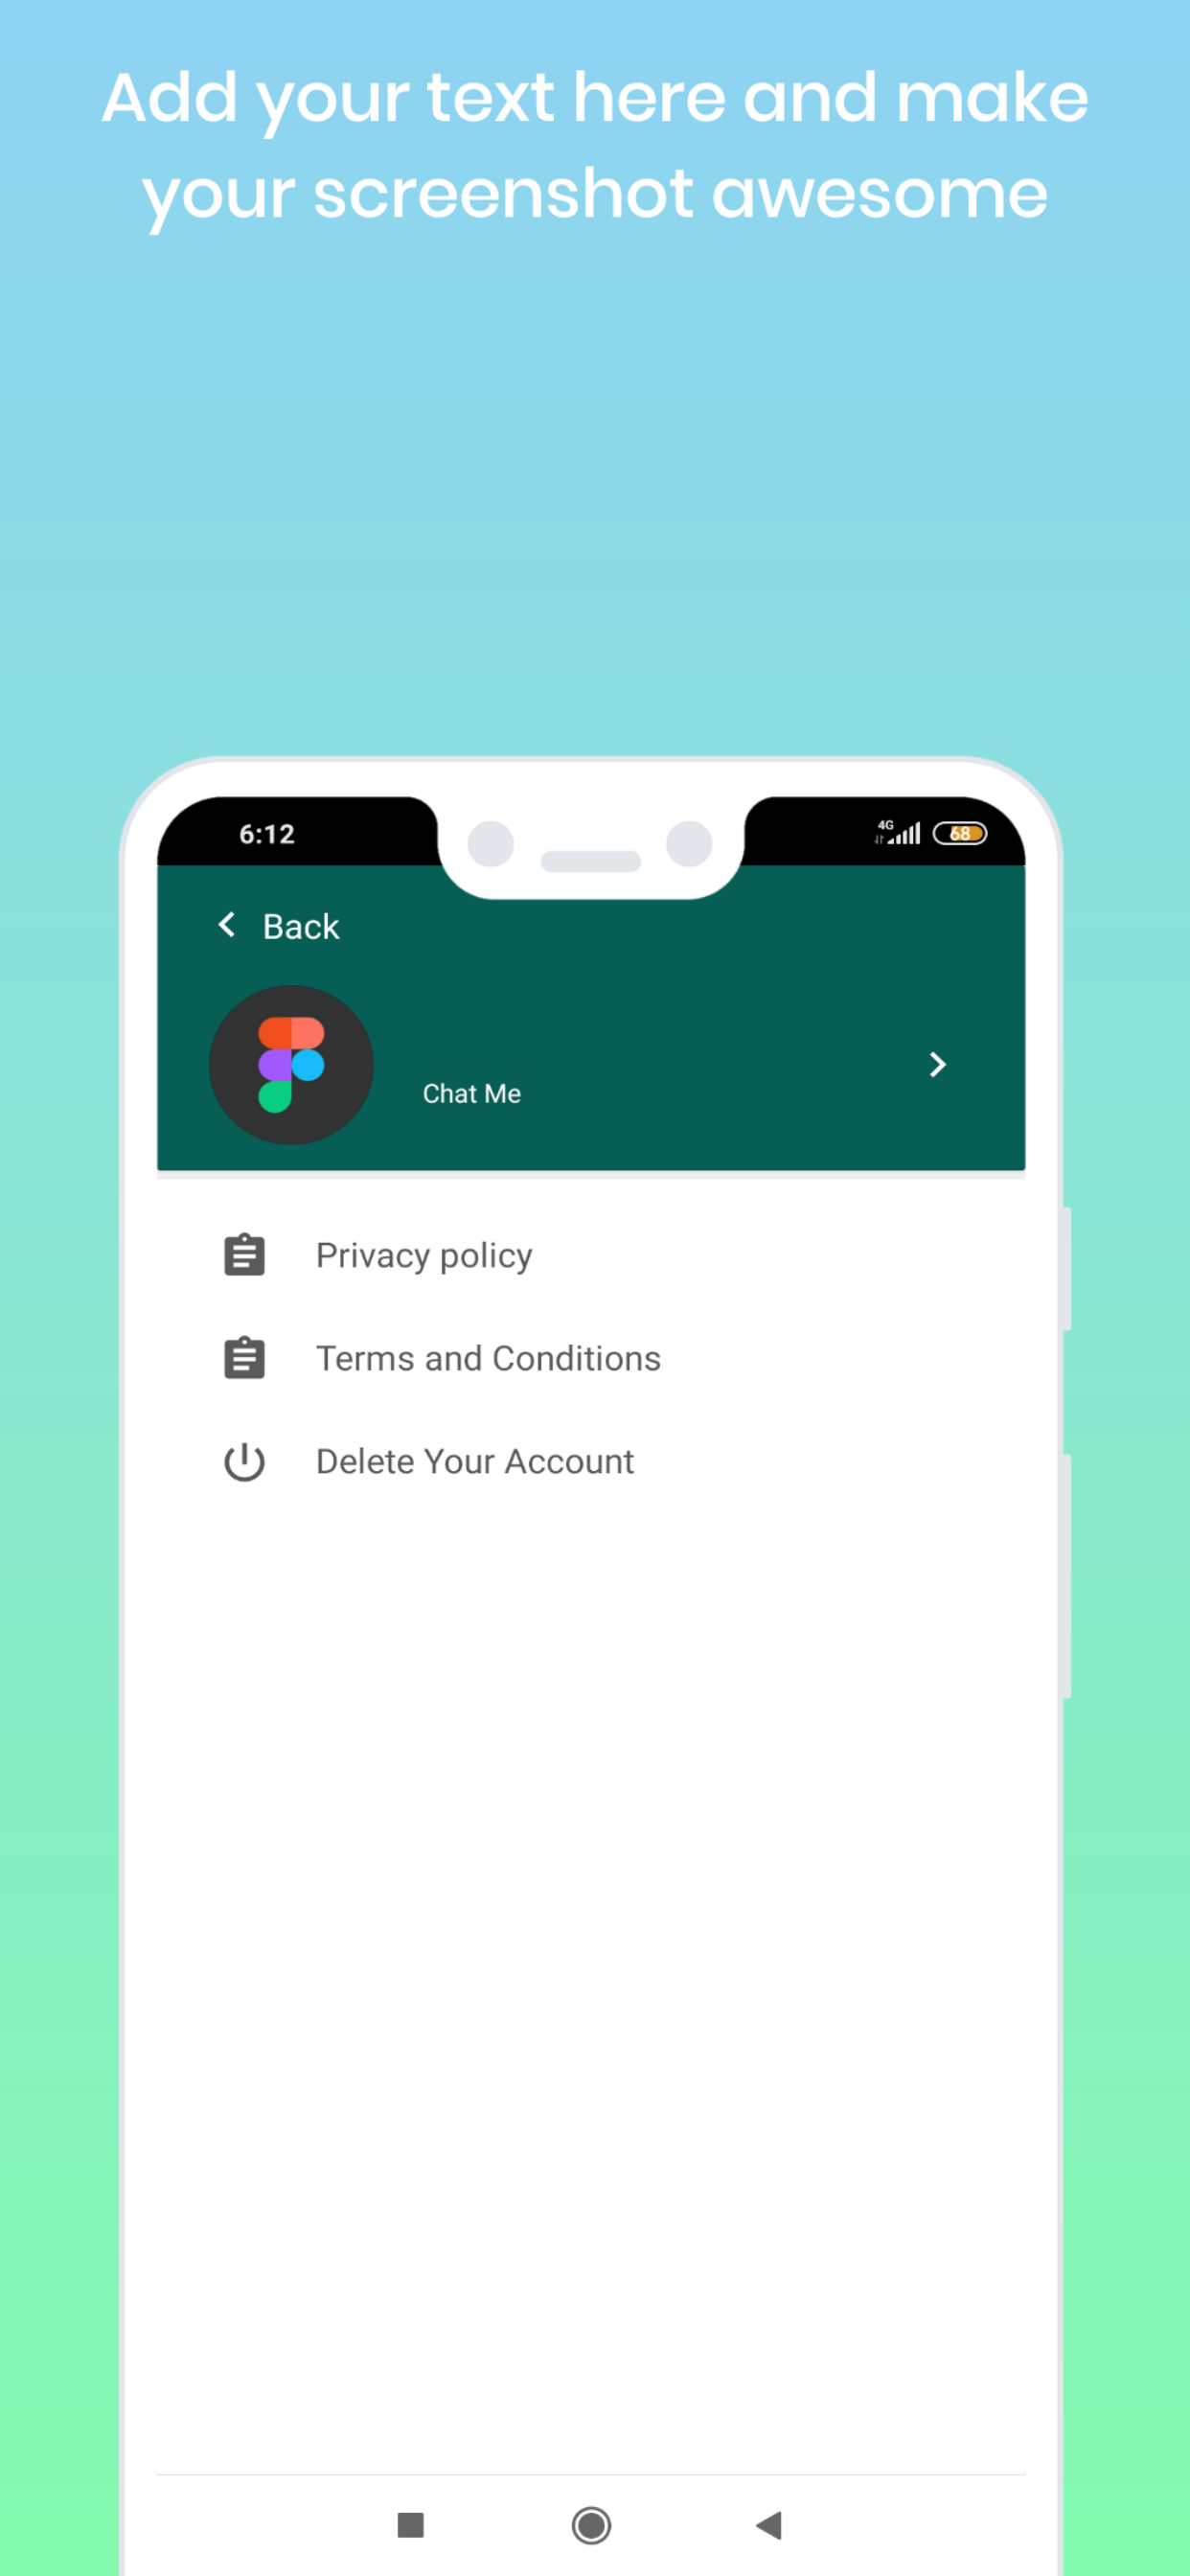 Add your text here and make
your screenshot awesome
6:12
4G
68
Back
Chat Me
Privacy policy
Terms and Conditions
Delete Your Account